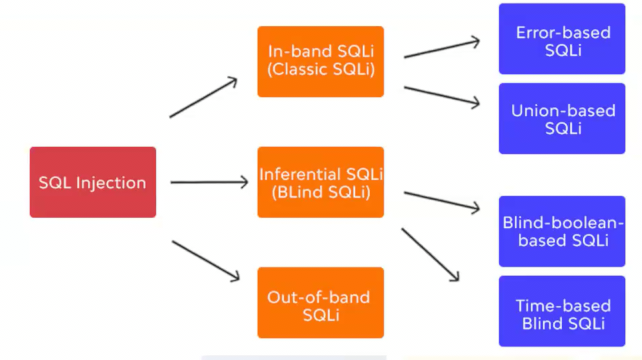 SQL Injection
In-band SQLi
(Classic SQLi)
Error-based
SQLi
Union-based
SQLi
Inferential SQLi
(BLind SQLi)
Blind-boolean-
based SQLi
Time-based
Blind SQLi
Out-of-band
SQLi